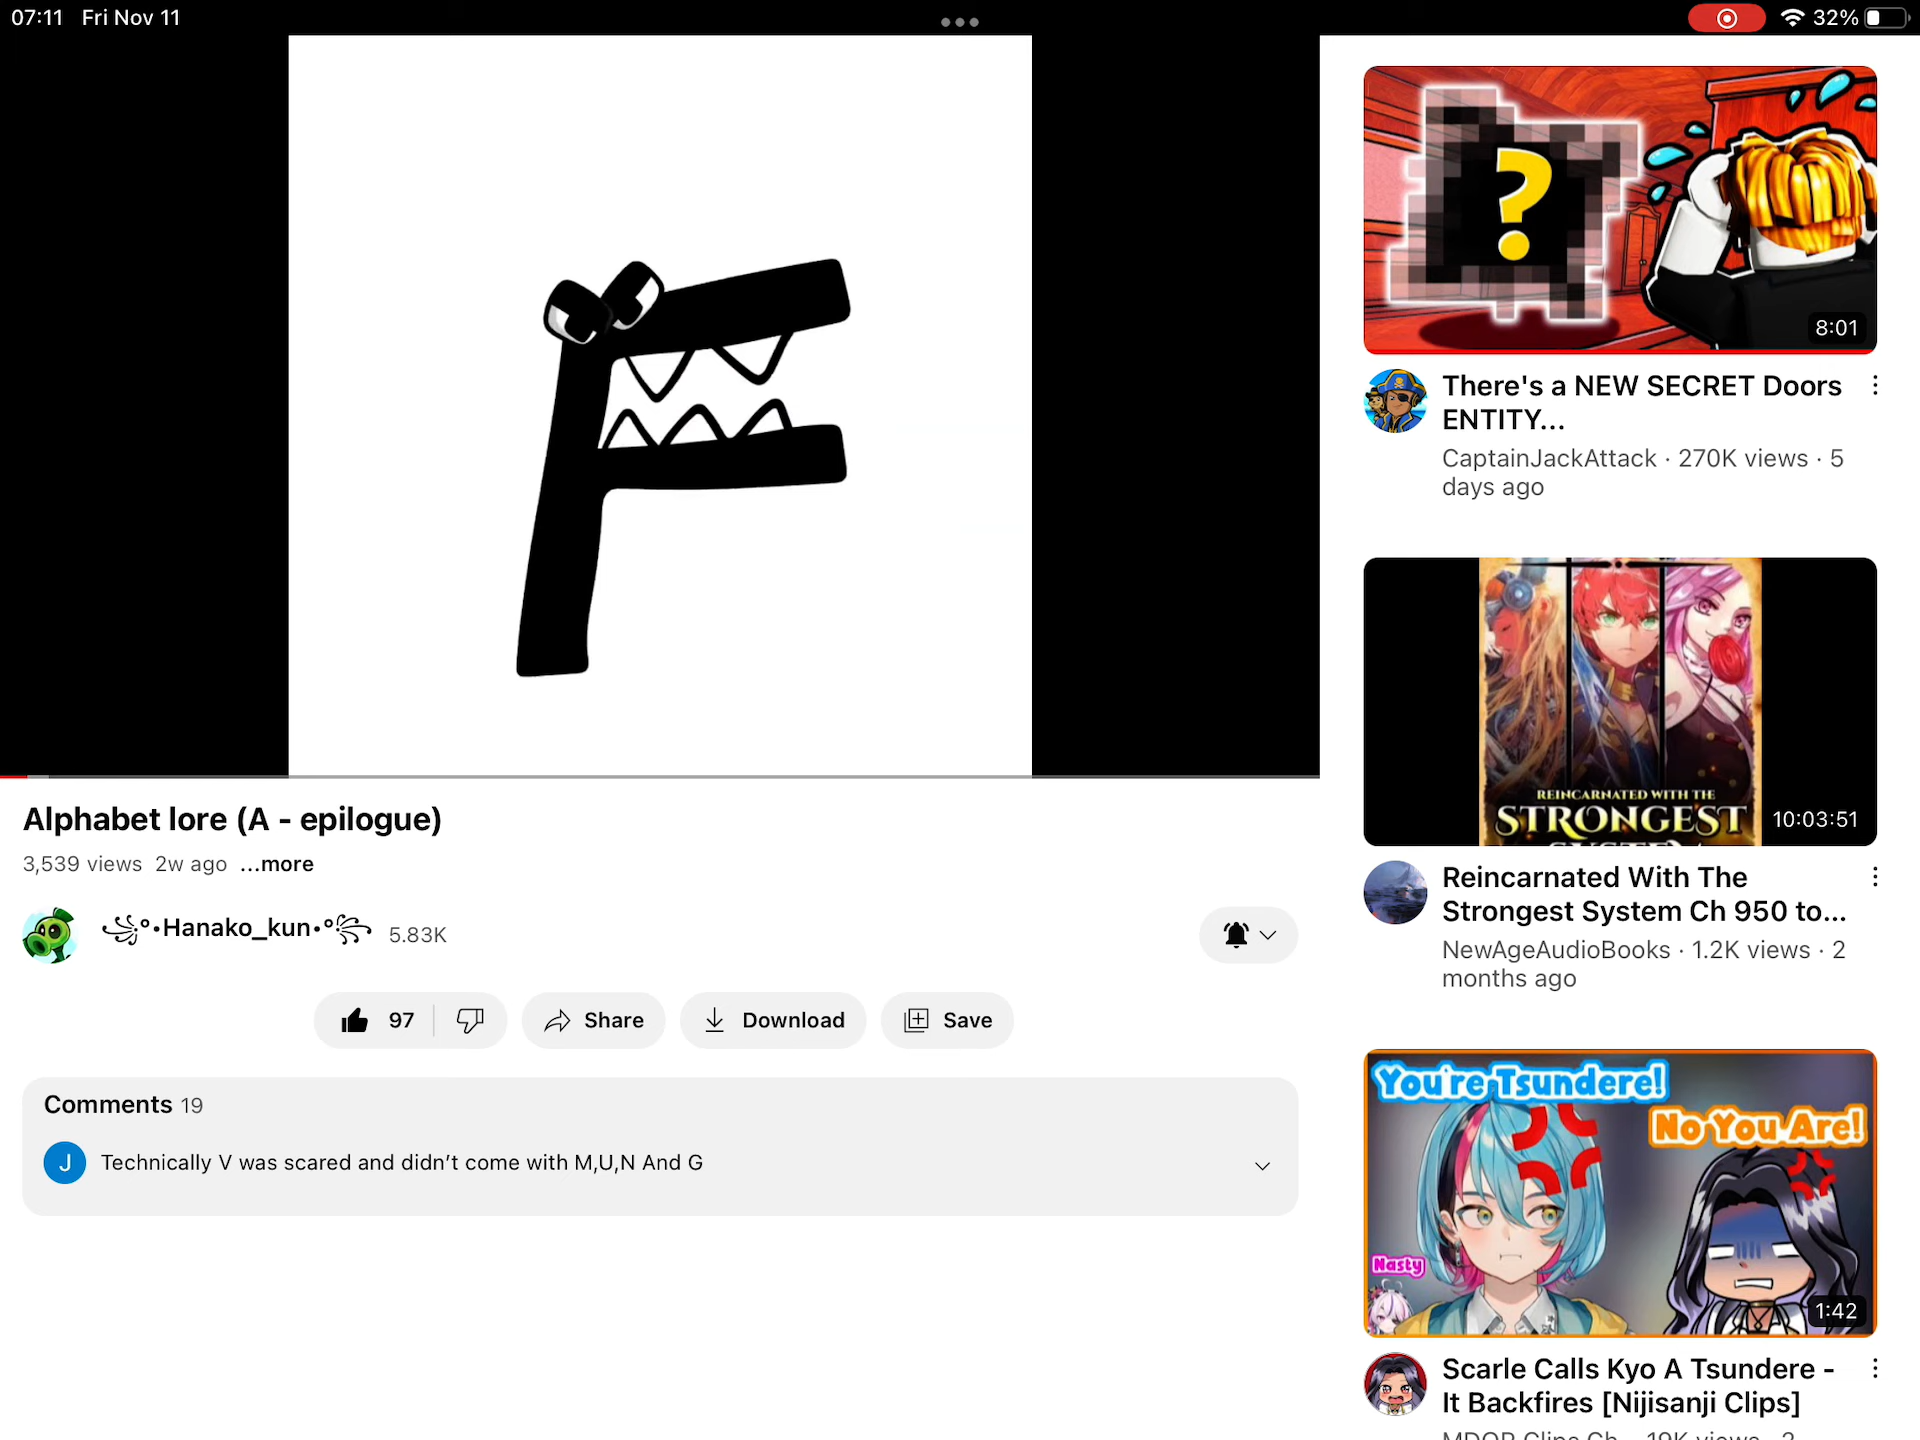 07:11 Fri Nov 11
32%
?
8:01
There's a NEW SECRET Doors
ENTITY...
CaptainJackAttack · 270K views · 5
days ago
REINCARNATED WITH THE
STRONGEST
SYSTEM
10:03:51
Reincarnated With The
Strongest System Ch 950 to...
NewAgeAudioBooks · 1.2K views · 2
months ago
You're Tsundere!
No You Are!
Nasty
1:42
Scarle Calls Kyo A Tsundere -
It Backfires [Nijisanji Clips]
19K views · 2
Alphabet lore (A - epilogue)
3,539 views 2w ago ...more
꧁༺•Hanako_kun•༻꧂ 5.83K
97
Share
Download
Save
Comments 19
J
Technically V was scared and didn't come with M,U,N And G